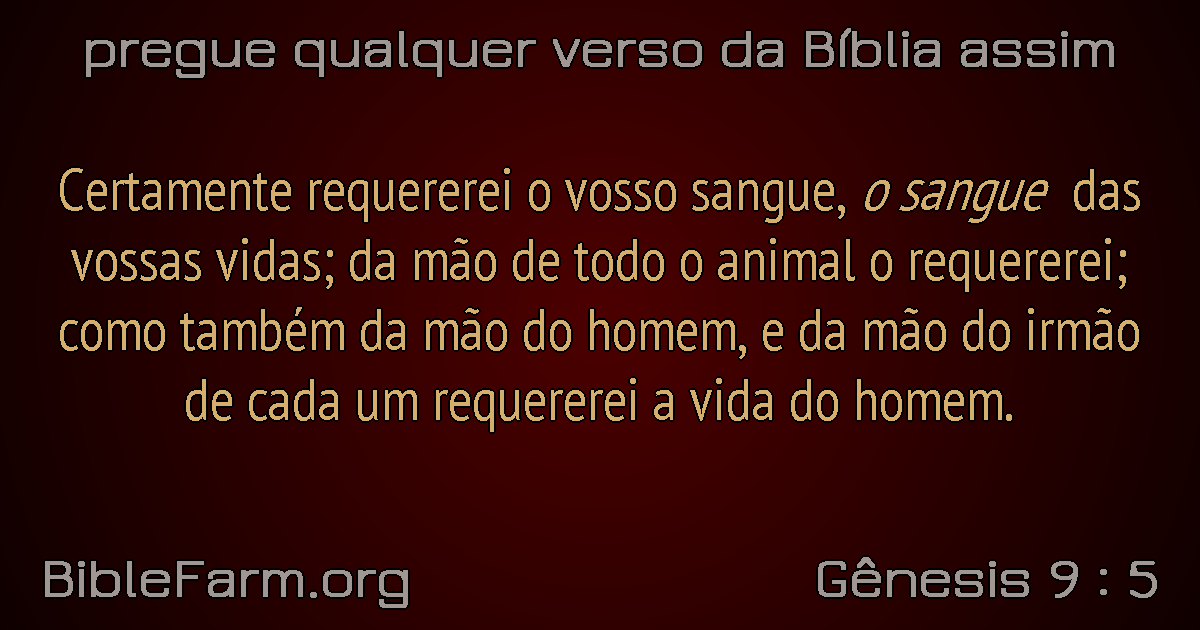 pregue qualquer verso da Bíblia assim
Certamente requererei o vosso sangue, o sangue das
vossas vidas; da mão de todo o animal o requererei;
como também da mão do homem, e da mão do irmão
de cada um requererei a vida do homem.
BibleFarm.org
Gênesis 9 : 5